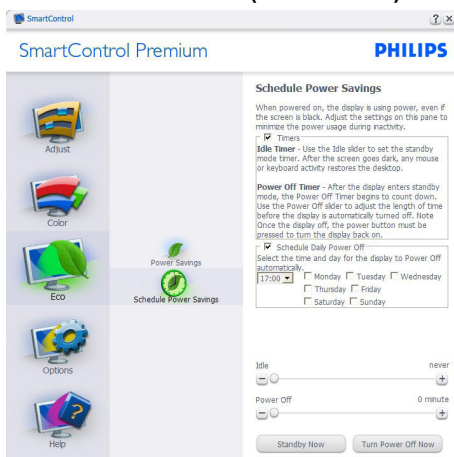 SmartControl
SmartControl Premium
PHILIPS
Adjust
Color
Eco
Options
Help
Power Savings
Schedule Power Savings
Schedule Power Savings
When powered on, the display is using power, even if
the screen is black. Adjust the settings on this pane to
minimize the power usage during inactivity.
Timers
Idle Timer - Use the Idle slider to set the standby
mode timer. After the screen goes dark, any mouse
or keyboard activity restores the desktop.
Power Off Timer - After the display enters standby
mode, the Power Off Timer begins to count down.
Use the Power Off slider to adjust the length of time
before the display is automatically turned off. Note
Once the display off, the power button must be
pressed to turn the display back on.
Schedule Daily Power Off
Select the time and day for the display to Power Off
automatically.
17:00 Monday Tuesday Wednesday
Thursday Friday
Saturday Sunday
Idle never
Power Off 0 minute
Standby Now Turn Power Off Now